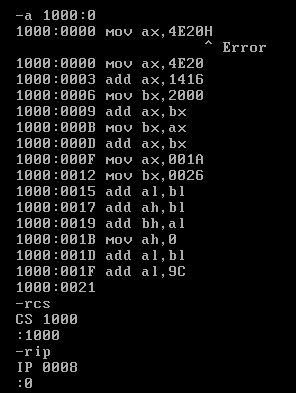 -a 1000:0
1000:0000 mov ax,4E20H
^ Error
1000:0000 mov ax,4E20
1000:0003 add ax,1416
1000:0006 mov bx,2000
1000:0009 add ax,bx
1000:000B mov bx,ax
1000:000D add ax,bx
1000:000F mov ax,001A
1000:0012 mov bx,0026
1000:0015 add al,bl
1000:0017 add ah,bl
1000:0019 add bh,al
1000:001B mov ah,0
1000:001D add al,bl
1000:001F add al,9C
1000:0021
-rcs
CS 1000
:1000
-rip
IP 0008
:0